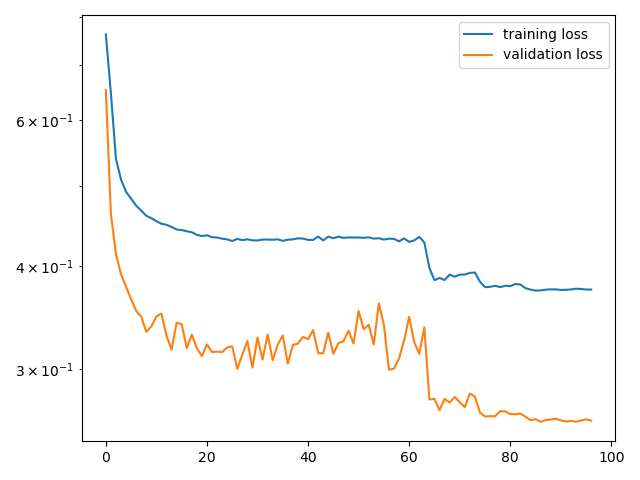 training loss
validation loss
6 × 10⁻¹
4 × 10⁻¹
3 × 10⁻¹
0 20 40 60 80 100